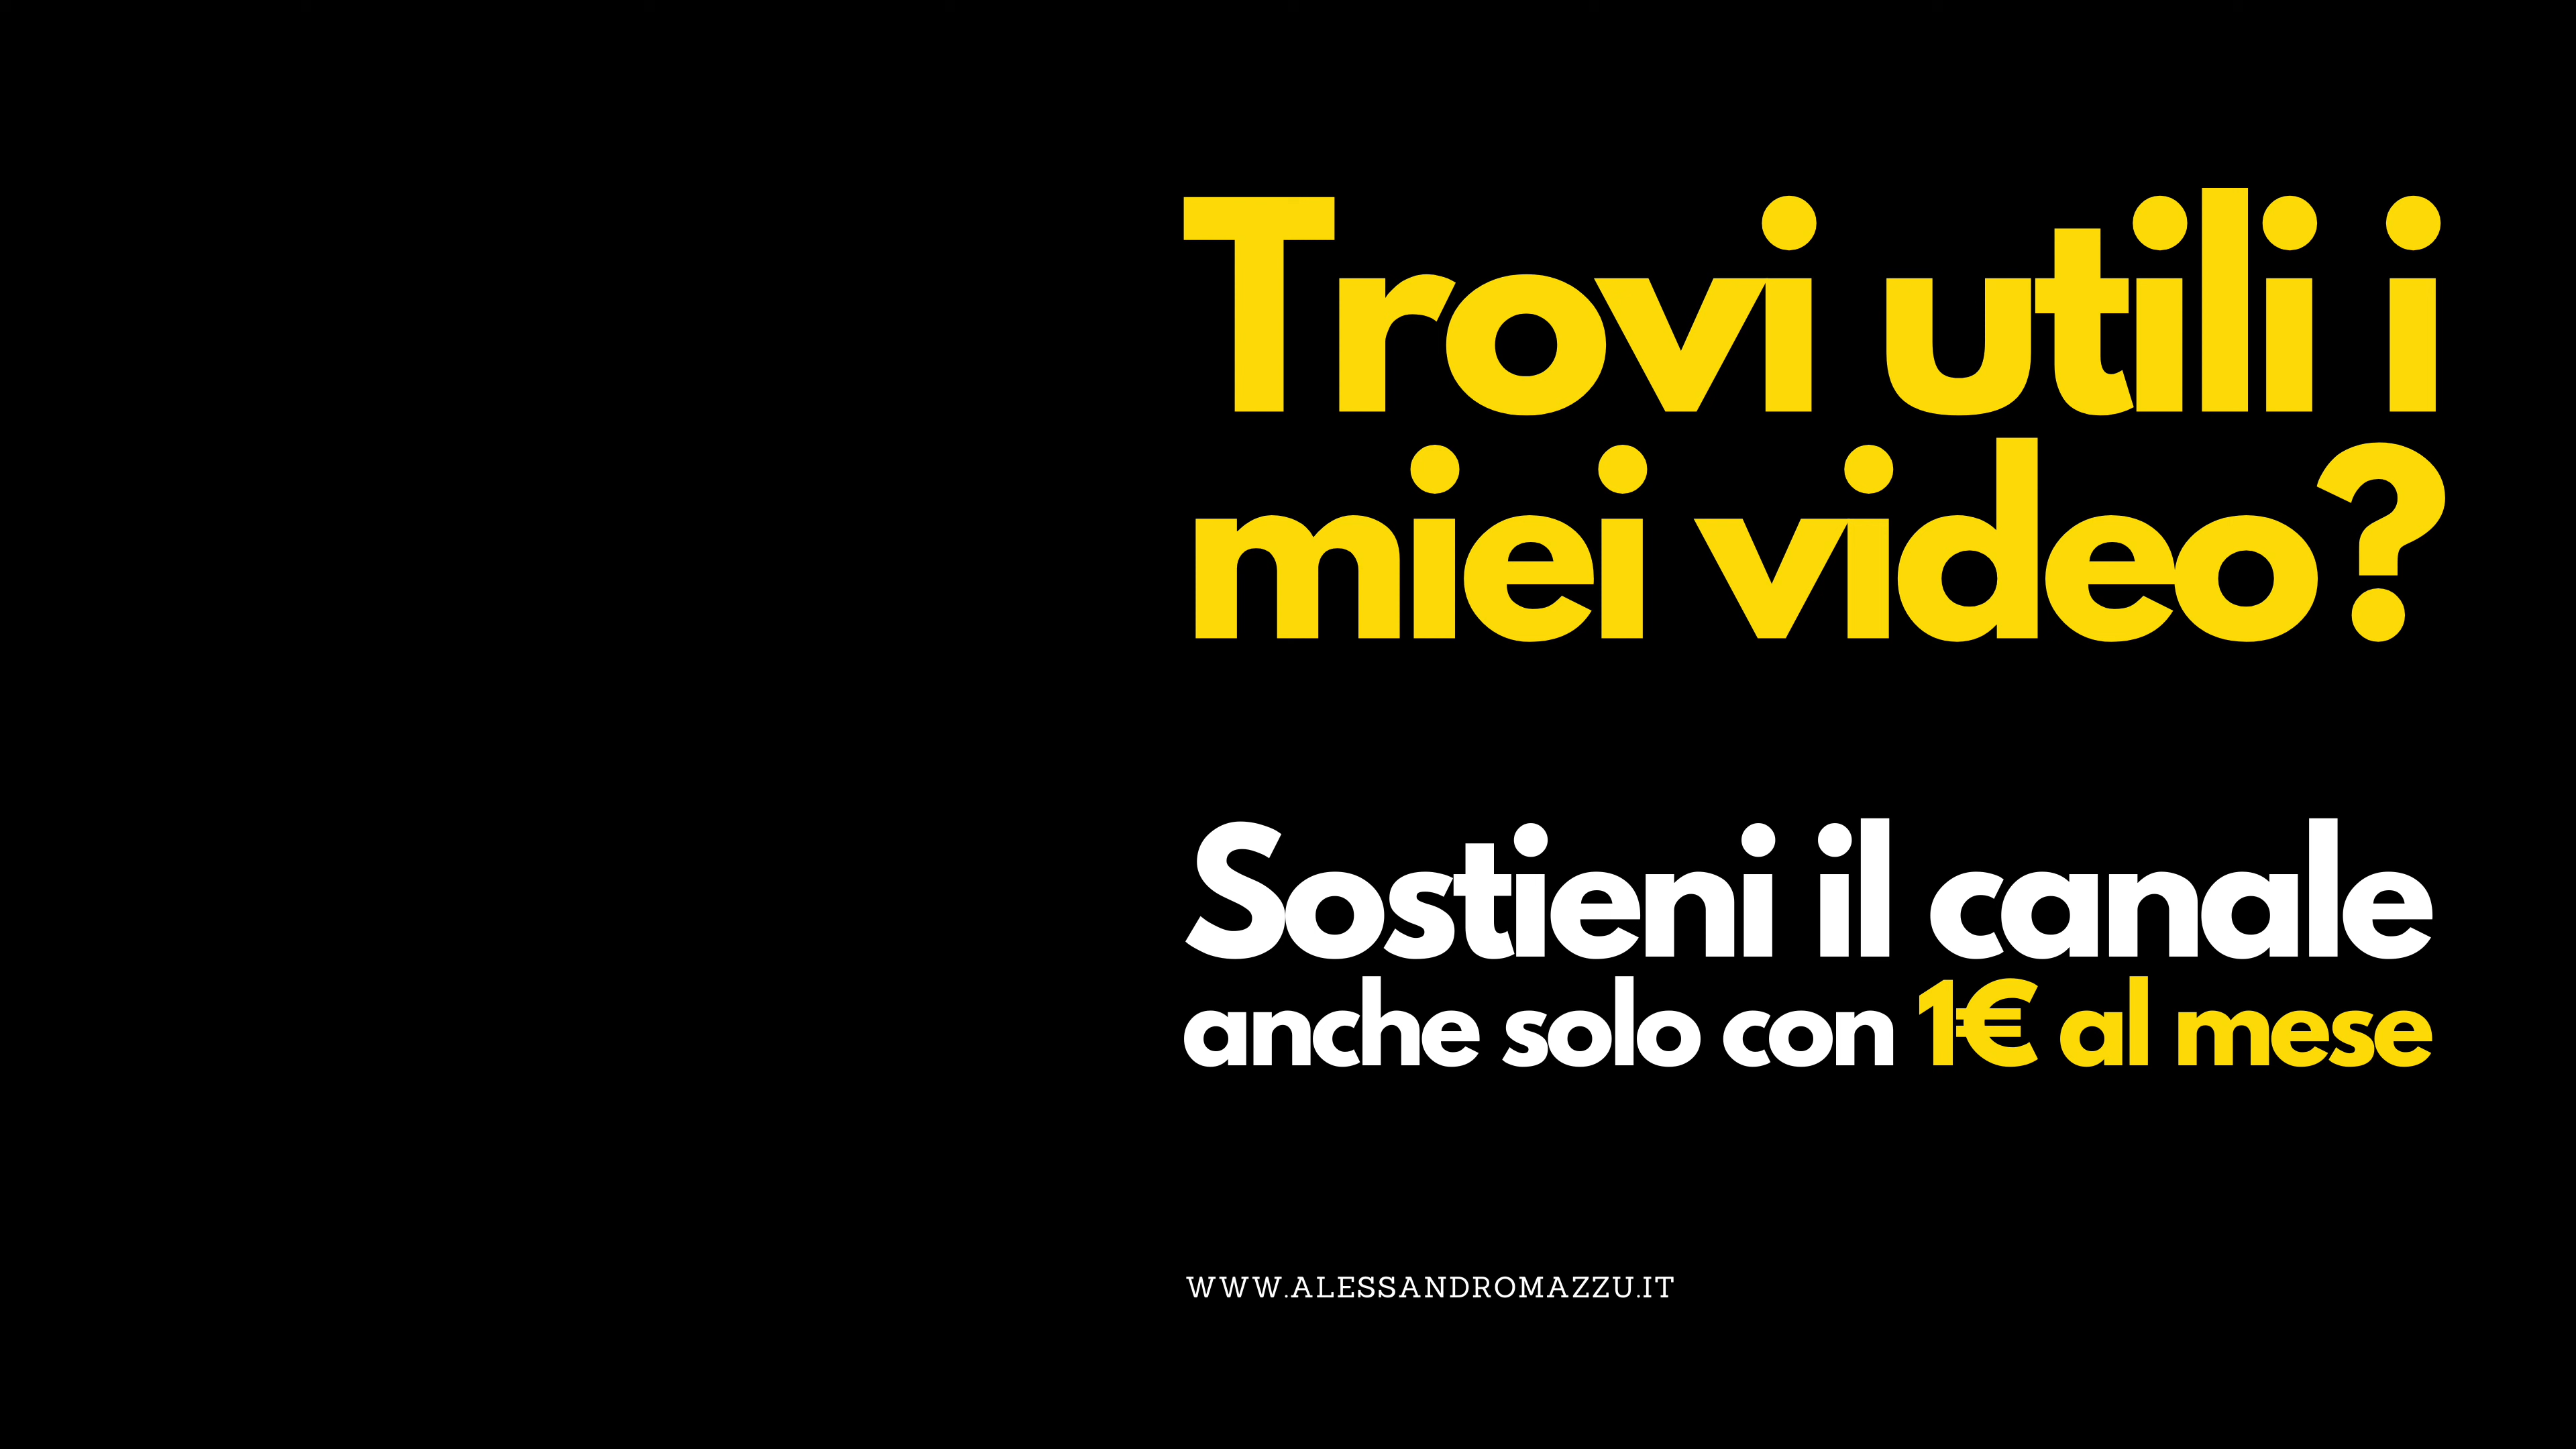 Trovi utili i
miei video?
Sostieni il canale
anche solo con 1€ al mese
WWW.ALESSANDROMAZZU.IT